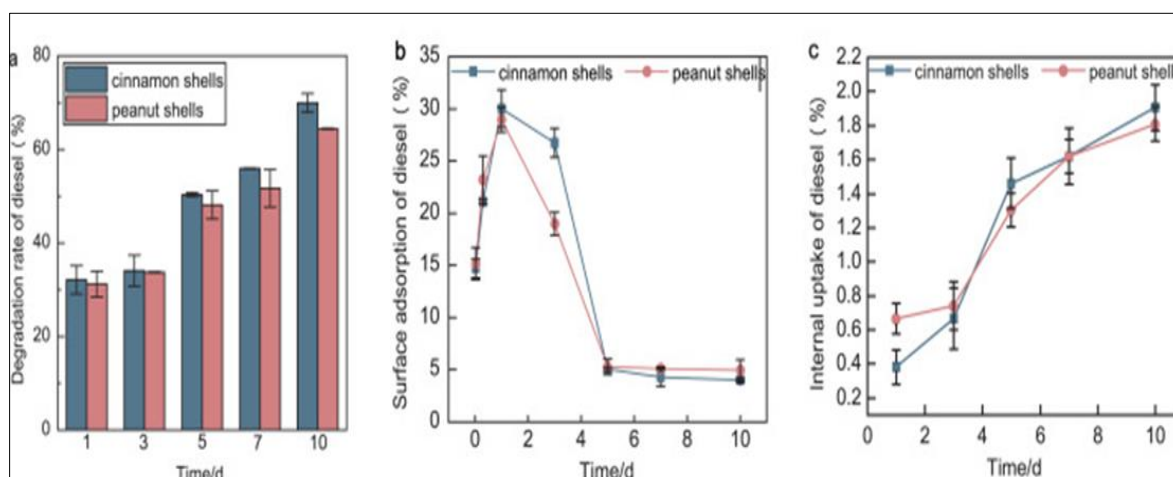 a
80
60
40
20
0
cinnamon shells
peanut shells
Degradation rate of diesel ( %)
1 3 5 7 10
Time/d
b
35
30
25
20
15
10
5
0
cinnamon shells peanut shells
Surface adsorption of diesel ( %)
0 2 4 6 8 10
Time/d
c
2.2
2.0
1.8
1.6
1.4
1.2
1.0
0.8
0.6
0.4
0.2
cinnamon shells peanut shells
Internal uptake of diesel ( %)
0 2 4 6 8 10
Time/d